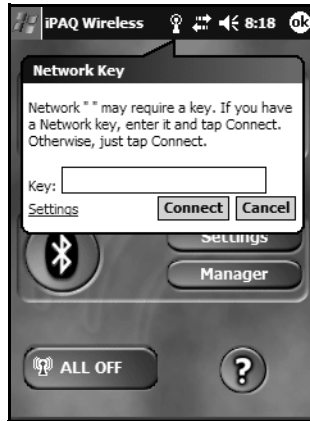 iPAQ Wireless 8:18 ok
Network Key
Network " " may require a key. If you have
a Network key, enter it and tap Connect.
Otherwise, just tap Connect.
Key:
Settings Connect Cancel
Settings
Manager
ALL OFF ?